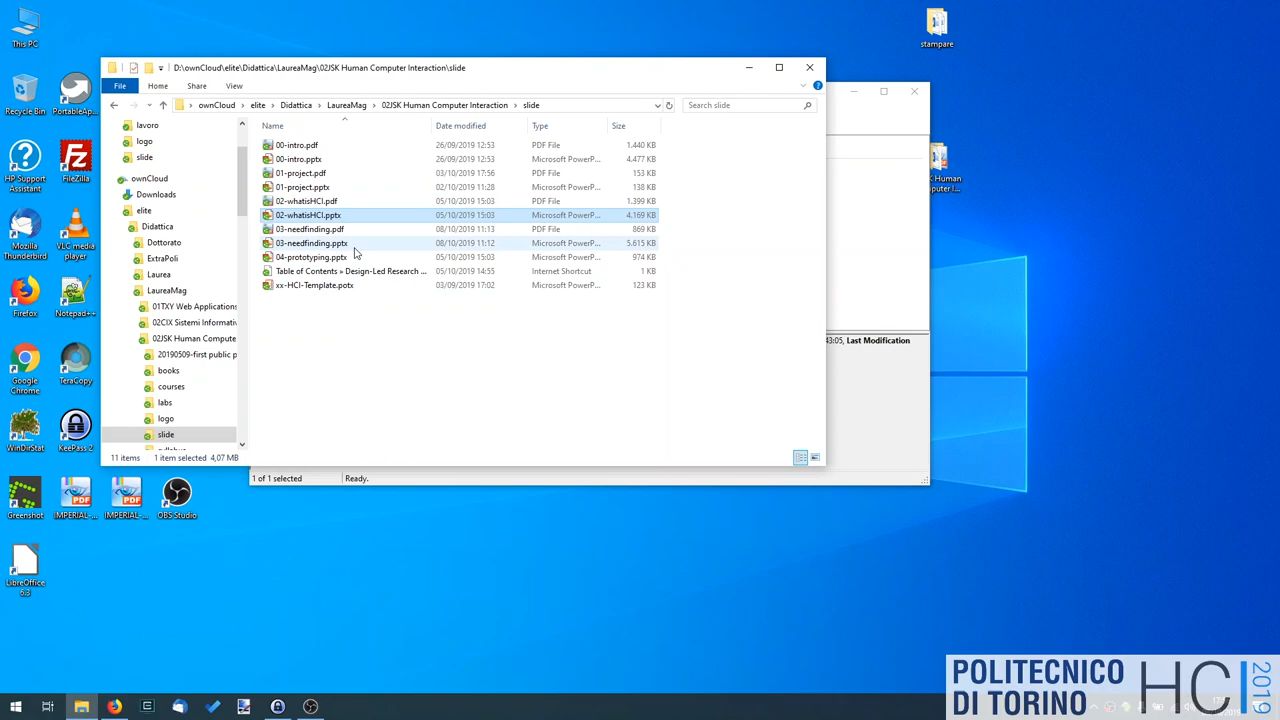 This PC
stampare
D:\ownCloud\elite\Didattica\LaureaMag\02JSK Human Computer Interaction\slide
File
Home
Share
View
ownCloud
elite
Didattica
LaureaMag
02JSK Human Computer Interaction
slide
Search slide
Recycle Bin
PortableAp...
HP Support
Assistant
FileZilla
Mozilla
Thunderbird
VLC media
player
Firefox
Notepad++
Google
Chrome
TeraCopy
WinDirStat
KeePass 2
Greenshot
IMPERIAL-...
IMPERIAL-...
OBS Studio
LibreOffice
6.3
lavoro
logo
slide
ownCloud
Downloads
elite
Didattica
Dottorato
ExtraPoli
Laurea
LaureaMag
01TXY Web Applications
02CIX Sistemi Informativ
02JSK Human Compute
20190509-first public p
books
courses
labs
logo
slide
Name Date modified Type Size
00-intro.pdf 26/09/2019 12:53 PDF File 1.440 KB
00-intro.pptx 26/09/2019 12:53 Microsoft PowerP... 4.477 KB
01-project.pdf 03/10/2019 17:56 PDF File 153 KB
01-project.pptx 02/10/2019 11:28 Microsoft PowerP... 138 KB
02-whatisHCI.pdf 05/10/2019 15:03 PDF File 1.399 KB
02-whatisHCI.pptx 05/10/2019 15:03 Microsoft PowerP... 4.169 KB
03-needfinding.pdf 08/10/2019 11:13 PDF File 869 KB
03-needfinding.pptx 08/10/2019 11:12 Microsoft PowerP... 5.615 KB
04-prototyping.pptx 05/10/2019 15:03 Microsoft PowerP... 974 KB
Table of Contents » Design-Led Research ... 05/10/2019 14:55 Internet Shortcut 1 KB
xx-HCI-Template.potx 03/09/2019 17:02 Microsoft PowerP... 123 KB
11 items 1 item selected 4,07 MB
K Human
43:05, Last Modification
1 of 1 selected
Ready.
POLITECNICO
DI TORINO
HCI
2019